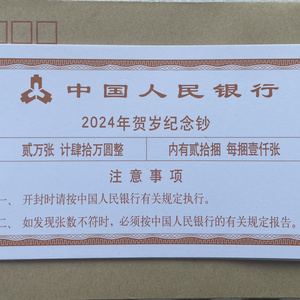 中国人民银行
2024年贺岁纪念钞
贰万张 计肆拾万圆整 内有贰拾捆 每捆壹仟张
注意事项
一、 开封时请按中国人民银行有关规定执行。
二、 如发现张数不符时，必须按中国人民银行的有关规定报告。